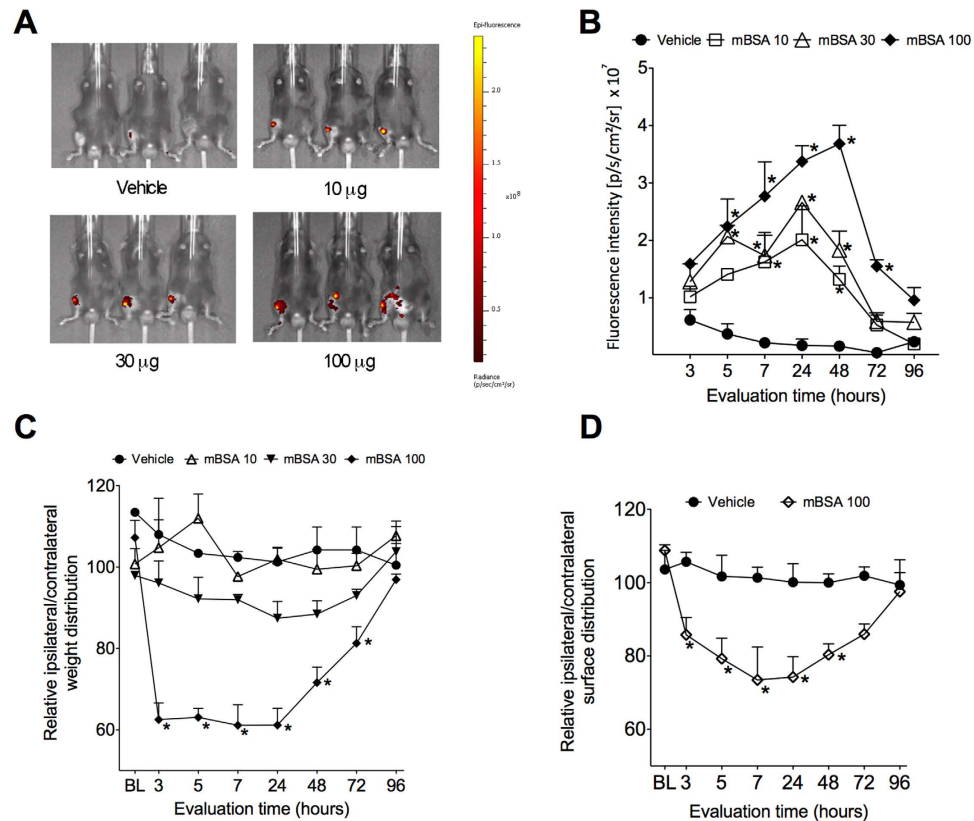 A
Epi-fluorescence
2.0
1.5
×10⁸
1.0
0.5
Radiance
(p/sec/cm²/sr)
Vehicle
10 μg
30 μg
100 μg
B
Vehicle mBSA 10 mBSA 30 mBSA 100
Fluorescence intensity [p/s/cm²/sr] x 10⁷
5
4
3
2
1
* * * * * * * * * * * * *
3 5 7 24 48 72 96
Evaluation time (hours)
C
Vehicle mBSA 10 mBSA 30 mBSA 100
Relative ipsilateral/contralateral
weight distribution
120
100
80
60
* * * * * *
BL 3 5 7 24 48 72 96
Evaluation time (hours)
D
Vehicle mBSA 100
Relative ipsilateral/contralateral
surface distribution
120
100
80
60
* * * * *
BL 3 5 7 24 48 72 96
Evaluation time (hours)